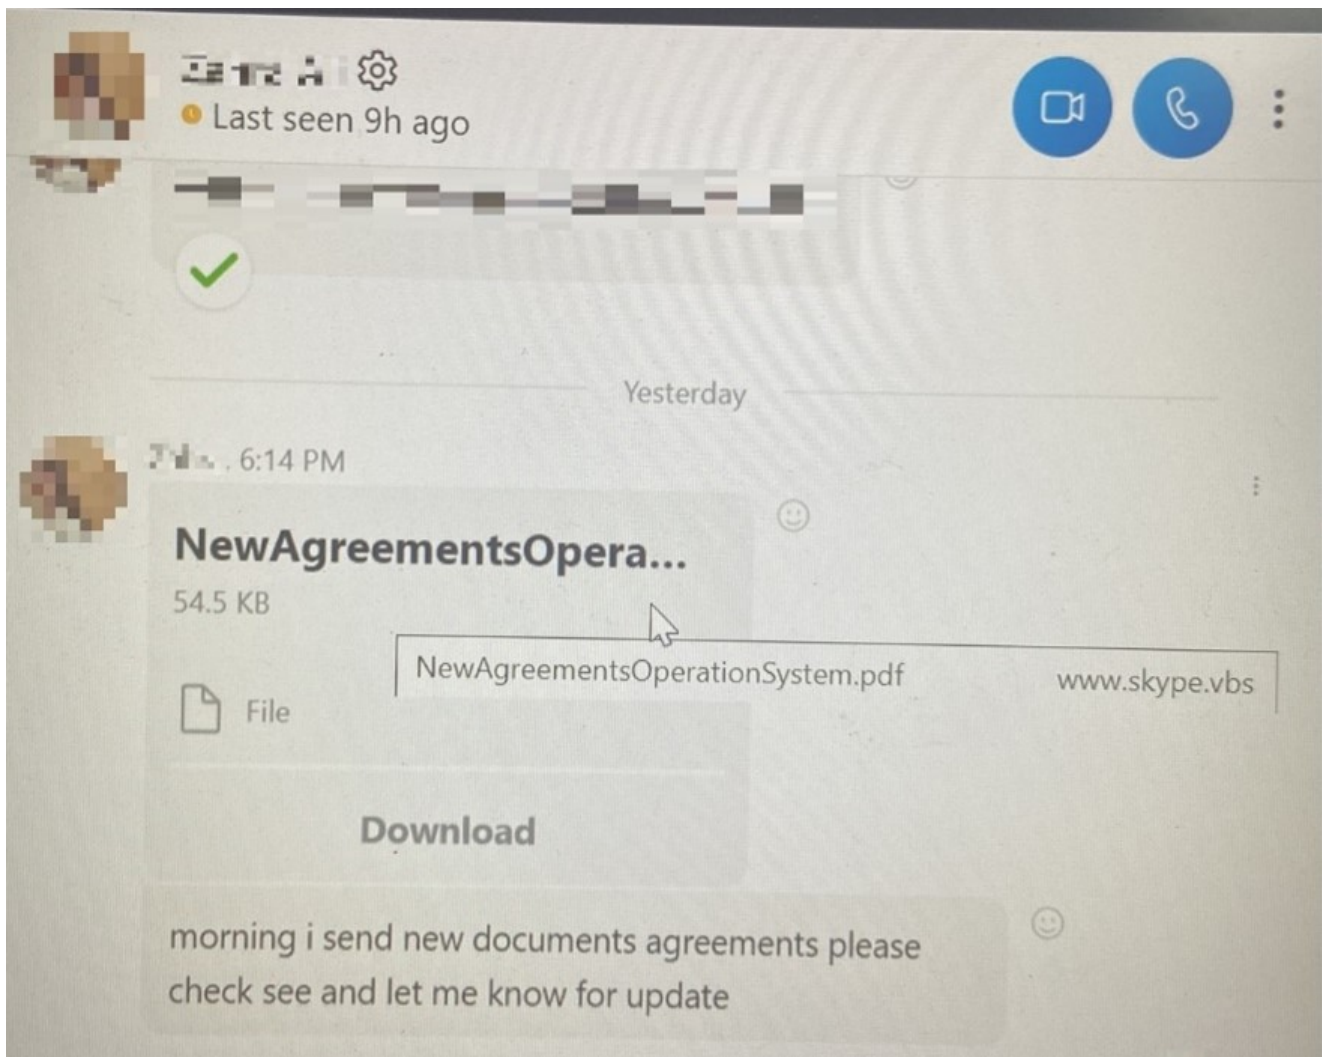 Last seen 9h ago
Yesterday
6:14 PM
NewAgreementsOpera...
54.5 KB
NewAgreementsOperationSystem.pdf www.skype.vbs
File
Download
morning i send new documents agreements please
check see and let me know for update